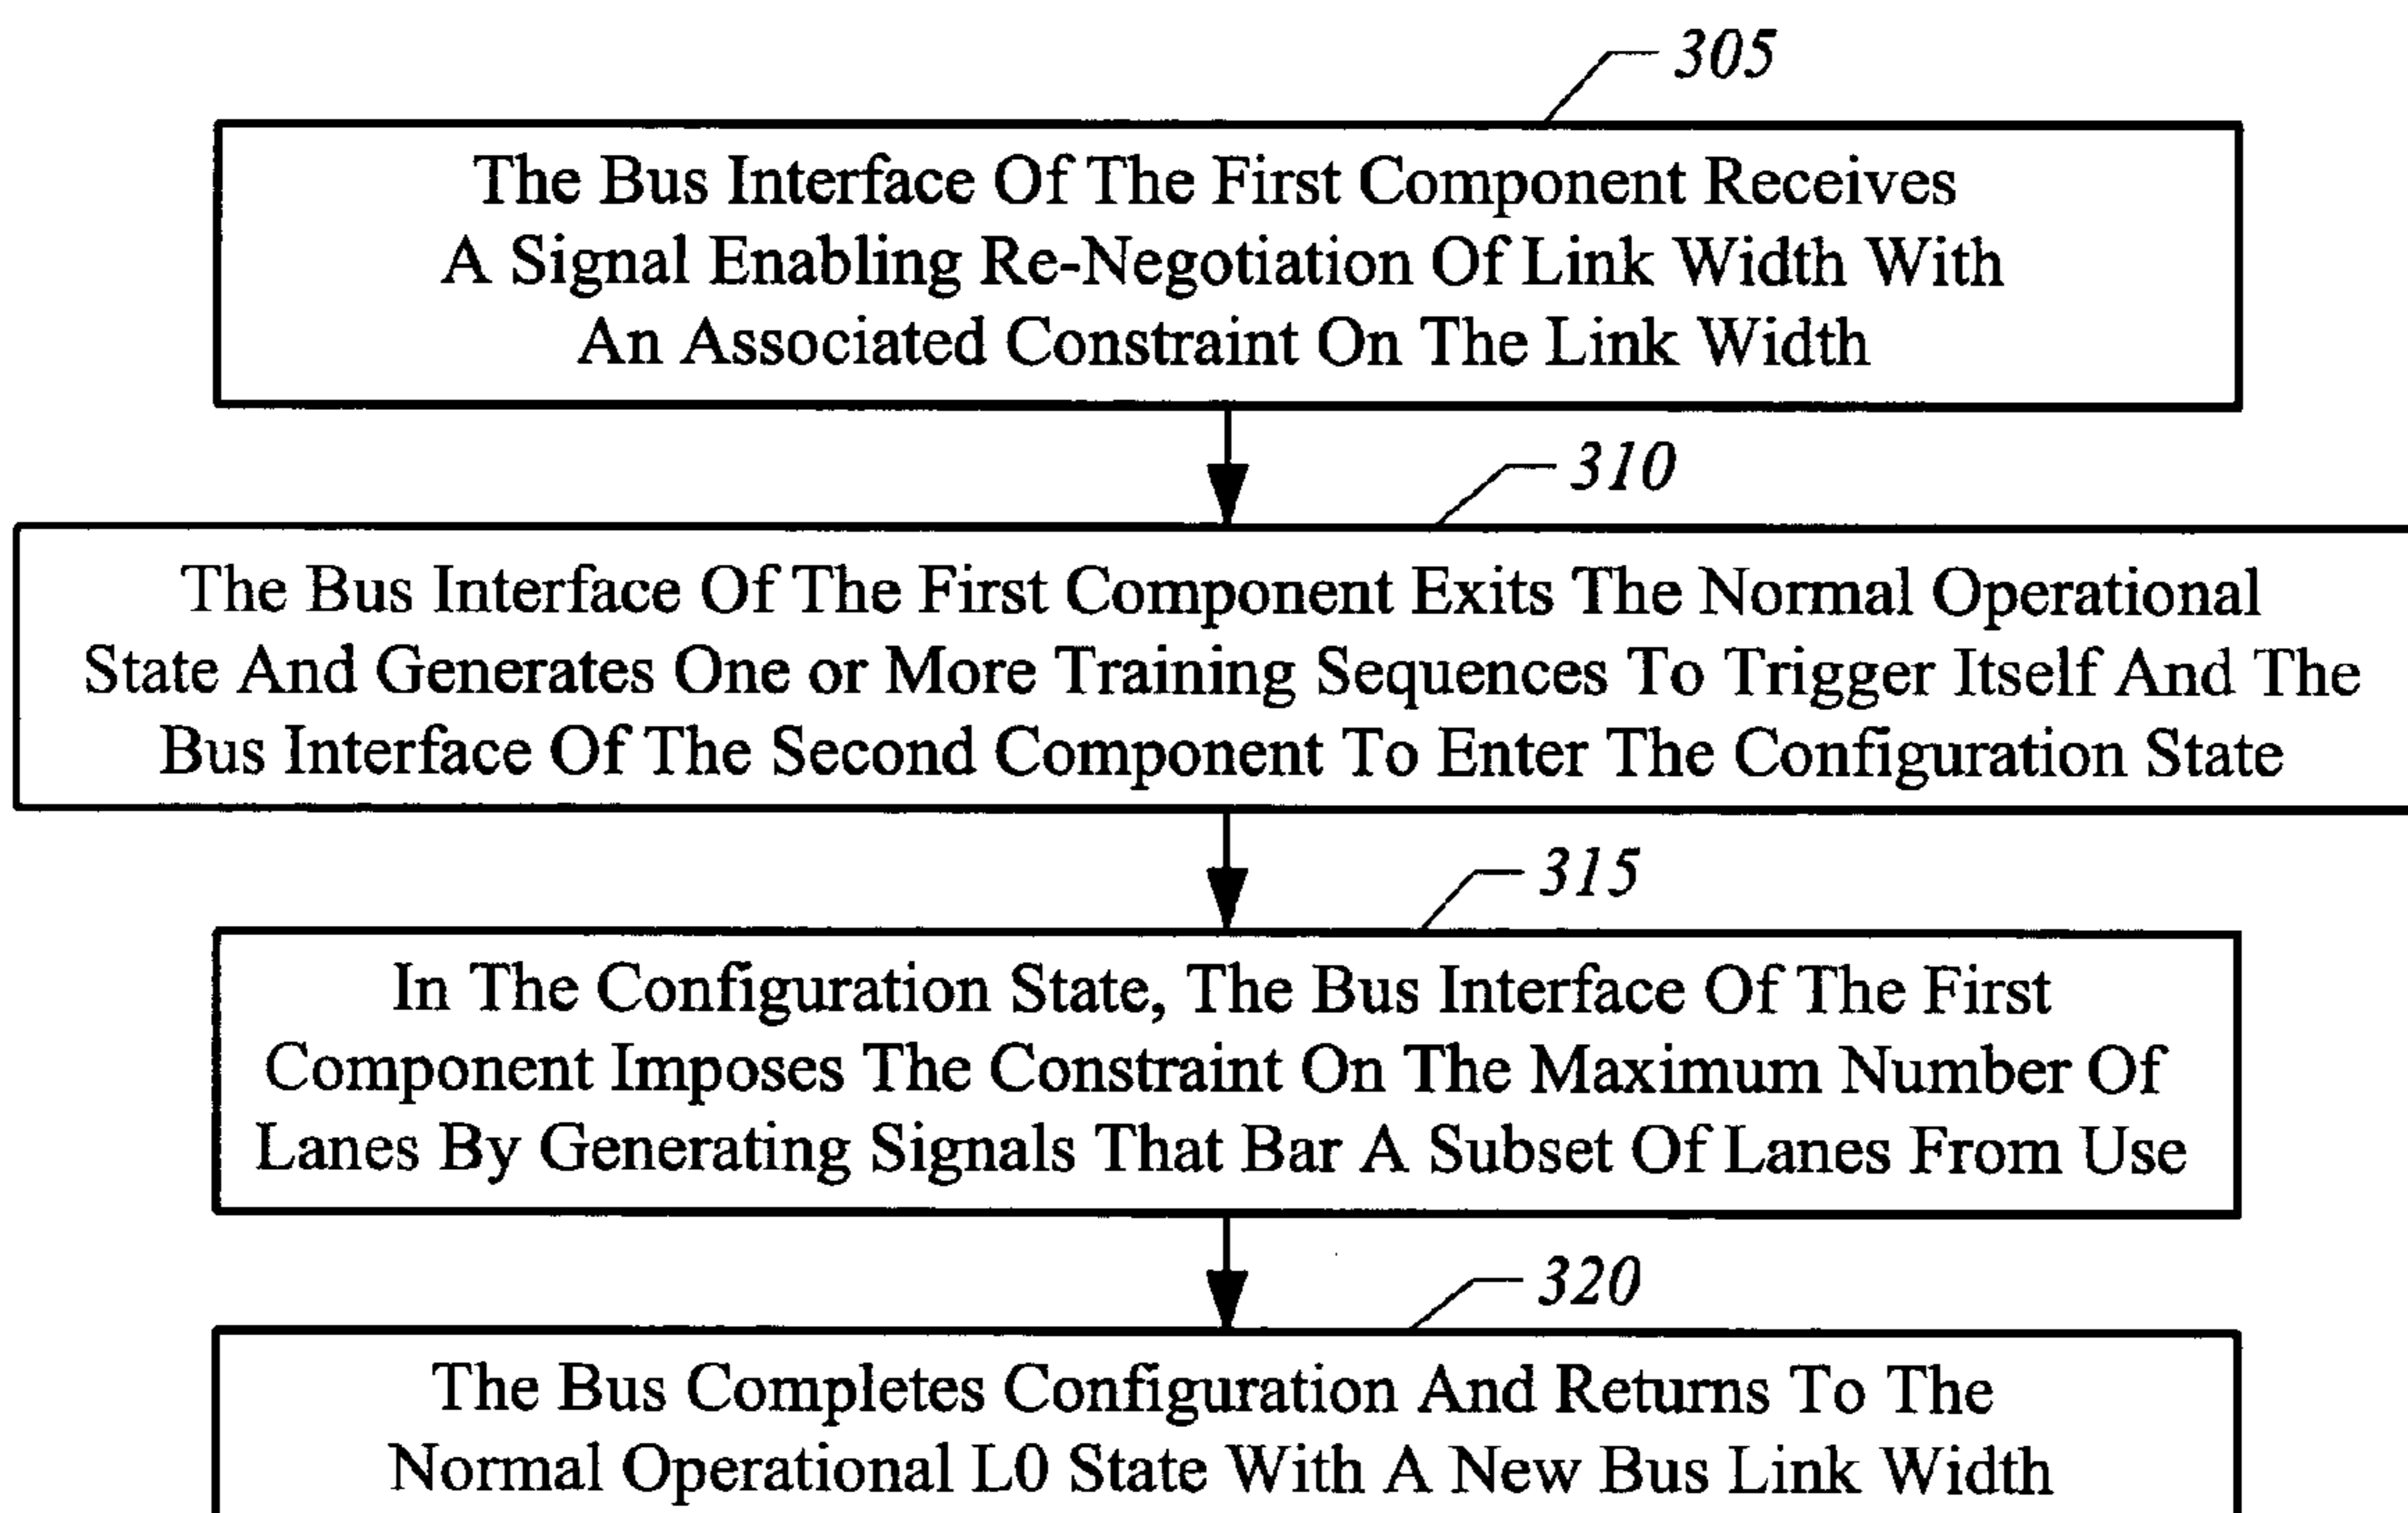 305
The Bus Interface Of The First Component Receives
A Signal Enabling Re-Negotiation Of Link Width With
An Associated Constraint On The Link Width
310
The Bus Interface Of The First Component Exits The Normal Operational
State And Generates One or More Training Sequences To Trigger Itself And The
Bus Interface Of The Second Component To Enter The Configuration State
315
In The Configuration State, The Bus Interface Of The First
Component Imposes The Constraint On The Maximum Number Of
Lanes By Generating Signals That Bar A Subset Of Lanes From Use
320
The Bus Completes Configuration And Returns To The
Normal Operational L0 State With A New Bus Link Width